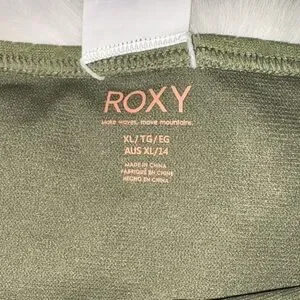 ROXY
Make waves, move mountains.
XL/TG/EG
AUS XL/14
MADE IN CHINA
FABRIQUÉ EN CHINE
HECHO EN CHINA